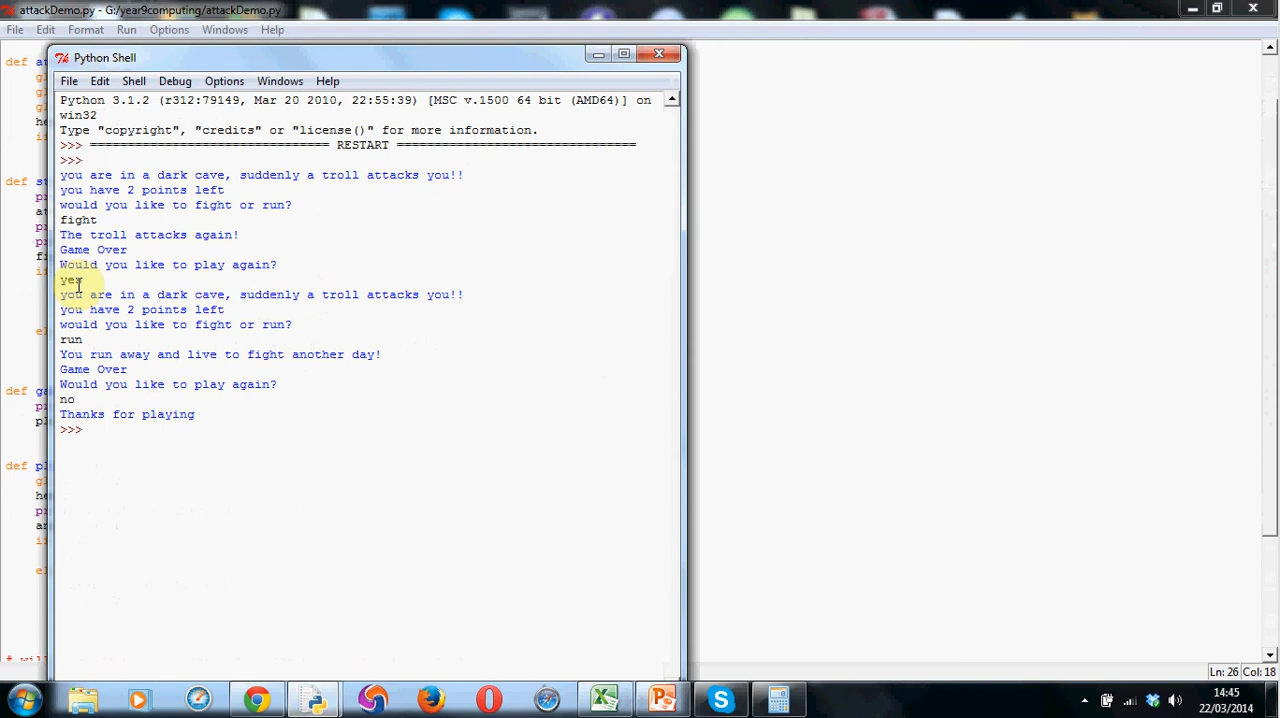 attackDemo.py - G:/year9computing/attackDemo.py
File Edit Format Run Options Windows Help
Python Shell
File Edit Shell Debug Options Windows Help
Python 3.1.2 (r312:79149, Mar 20 2010, 22:55:39) [MSC v.1500 64 bit (AMD64)] on
win32
Type "copyright", "credits" or "license()" for more information.
>>> ================================ RESTART ================================
>>>
you are in a dark cave, suddenly a troll attacks you!!
you have 2 points left
would you like to fight or run?
fight
The troll attacks again!
Game Over
Would you like to play again?
yes
you are in a dark cave, suddenly a troll attacks you!!
you have 2 points left
would you like to fight or run?
run
You run away and live to fight another day!
Game Over
Would you like to play again?
no
Thanks for playing
>>>
def
def
def
def
# wil
Ln: 26 Col: 18
14:45
22/03/2014